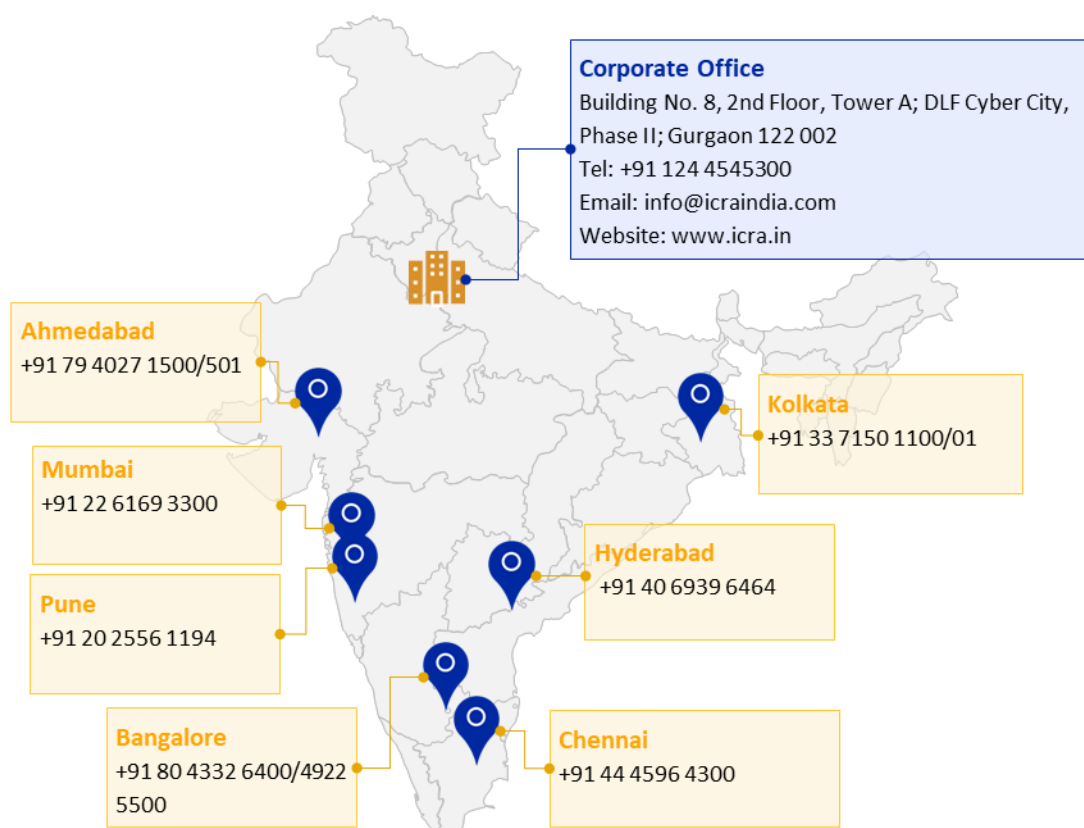 Corporate Office
Building No. 8, 2nd Floor, Tower A; DLF Cyber City,
Phase II; Gurgaon 122 002
Tel: +91 124 4545300
Email: info@icraindia.com
Website: www.icra.in
Ahmedabad
+91 79 4027 1500/501
Kolkata
+91 33 7150 1100/01
Mumbai
+91 22 6169 3300
Hyderabad
+91 40 6939 6464
Pune
+91 20 2556 1194
Bangalore
+91 80 4332 6400/4922
5500
Chennai
+91 44 4596 4300